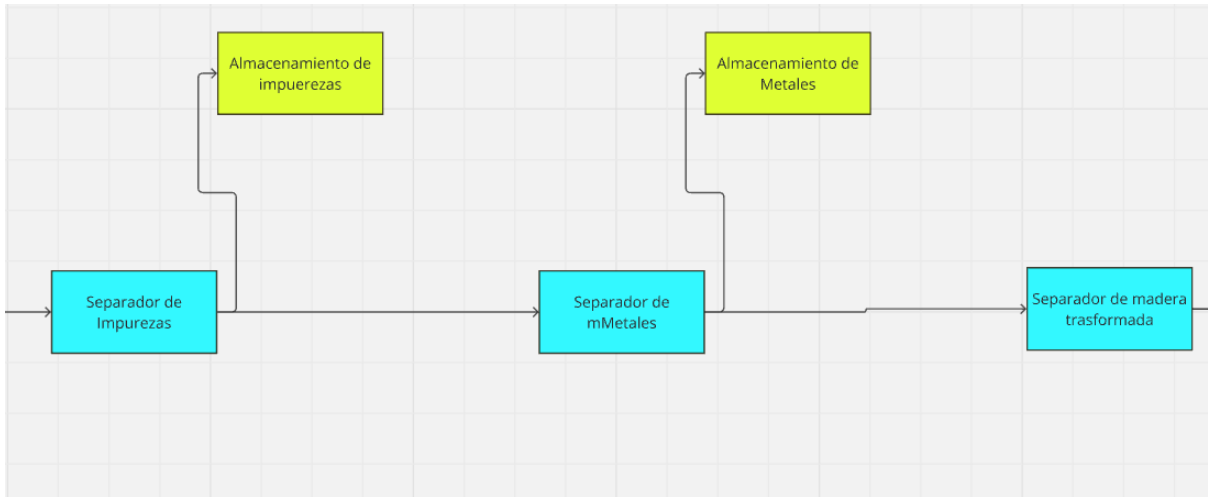 Almacenamiento de
impuerezas
Almacenamiento de
Metales
Separador de
Impurezas
Separador de
mMetales
Separador de madera
trasformada